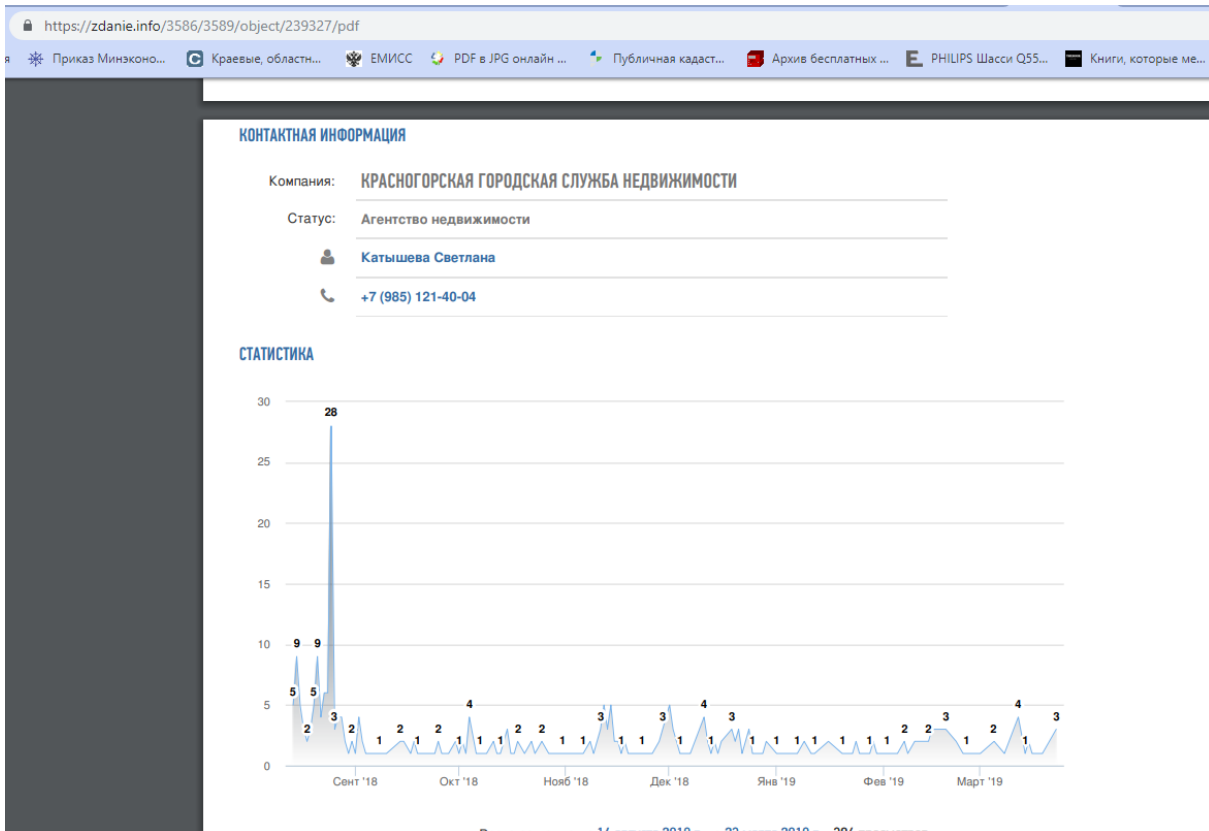 https://zdanie.info/3586/3589/object/239327/pdf
я Приказ Минэконо... Краевые, областн... ЕМИСС PDF в JPG онлайн ... Публичная кадаст... Архив бесплатных ... PHILIPS Шасси Q55... Книги, которые ме...
КОНТАКТНАЯ ИНФОРМАЦИЯ
Компания: КРАСНОГОРСКАЯ ГОРОДСКАЯ СЛУЖБА НЕДВИЖИМОСТИ
Статус: Агентство недвижимости
Катышева Светлана
+7 (985) 121-40-04
СТАТИСТИКА
30
28
25
20
15
10 9 9
5 5 5 4 4 4
2 3 2 1 2 2 1 1 1 2 2 1 1 3 1 1 3 1 1 3 1 1 1 1 1 1 2 2 3 1 2 1 3
0
Сент '18 Окт '18 Нояб '18 Дек '18 Янв '19 Фев '19 Март '19